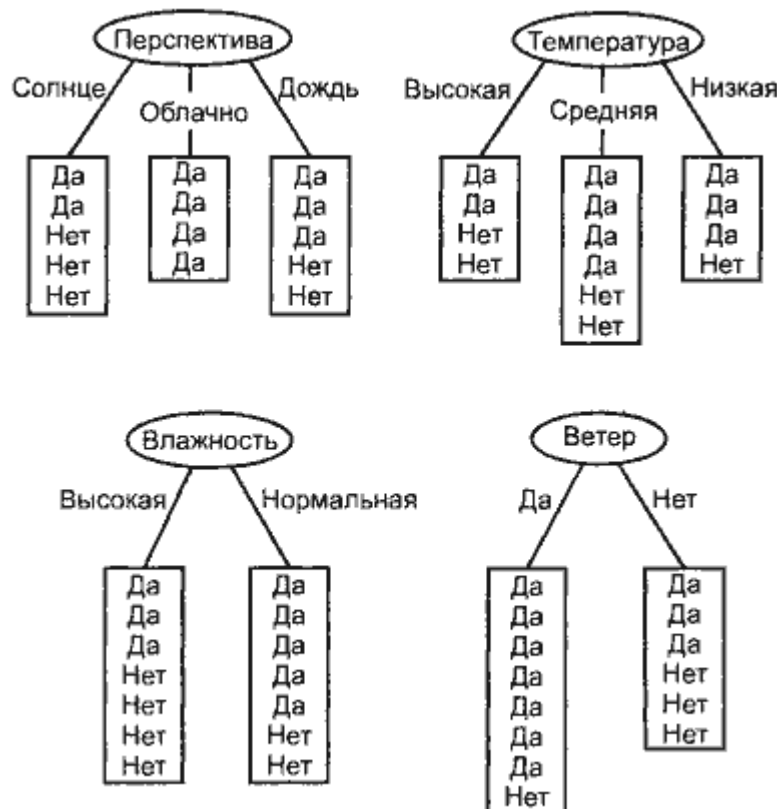 Перспектива
Солнце
Облачно
Дождь
Да
Да
Нет
Нет
Нет
Да
Да
Да
Да
Да
Да
Да
Нет
Нет
Температура
Высокая
Средняя
Низкая
Да
Да
Нет
Нет
Да
Да
Да
Да
Нет
Нет
Да
Да
Да
Нет
Влажность
Высокая
Нормальная
Да
Да
Да
Нет
Нет
Нет
Нет
Да
Да
Да
Да
Да
Нет
Нет
Ветер
Да
Нет
Да
Да
Да
Да
Да
Да
Да
Нет
Да
Да
Да
Нет
Нет
Нет